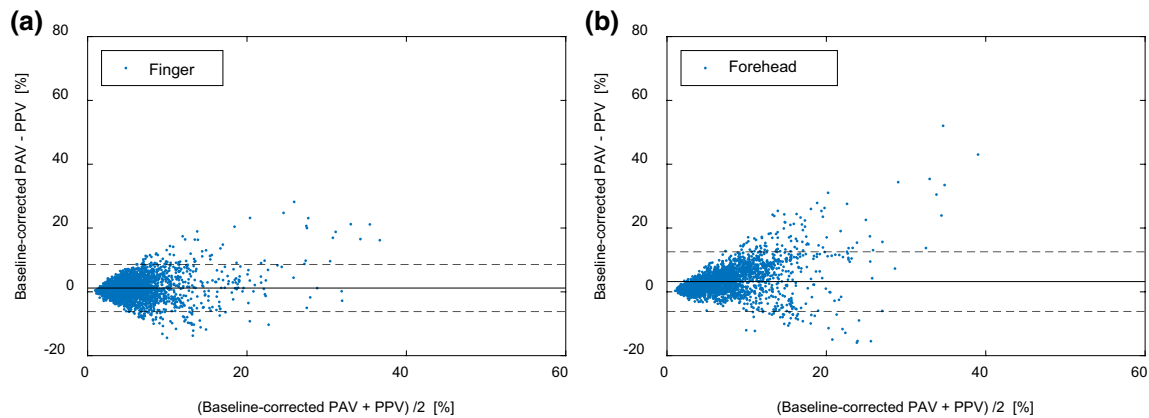 (a)
80
60
40
20
0
-20
Baseline-corrected PAV - PPV [%]
Finger
0 20 40 60
(Baseline-corrected PAV + PPV) /2 [%]
(b)
80
60
40
20
0
-20
Baseline-corrected PAV - PPV [%]
Forehead
0 20 40 60
(Baseline-corrected PAV + PPV) /2 [%]